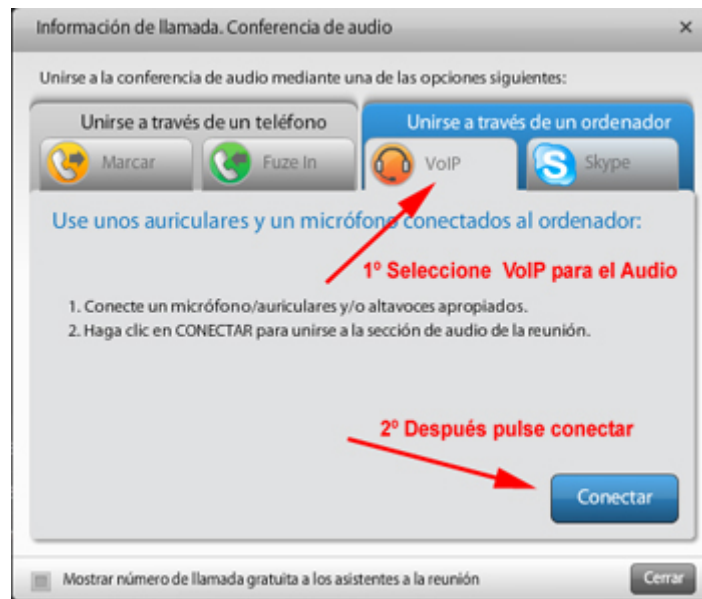 Información de llamada. Conferencia de audio
Unirse a la conferencia de audio mediante una de las opciones siguientes:
Unirse a través de un teléfono
Unirse a través de un ordenador
Marcar
Fuze In
VoIP
Skype
Use unos auriculares y un micrófono conectados al ordenador:
1º Seleccione VoIP para el Audio
1. Conecte un micrófono/auriculares y/o altavoces apropiados.
2. Haga clic en CONECTAR para unirse a la sección de audio de la reunión.
2º Después pulse conectar
Conectar
Mostrar número de llamada gratuita a los asistentes a la reunión
Cerrar